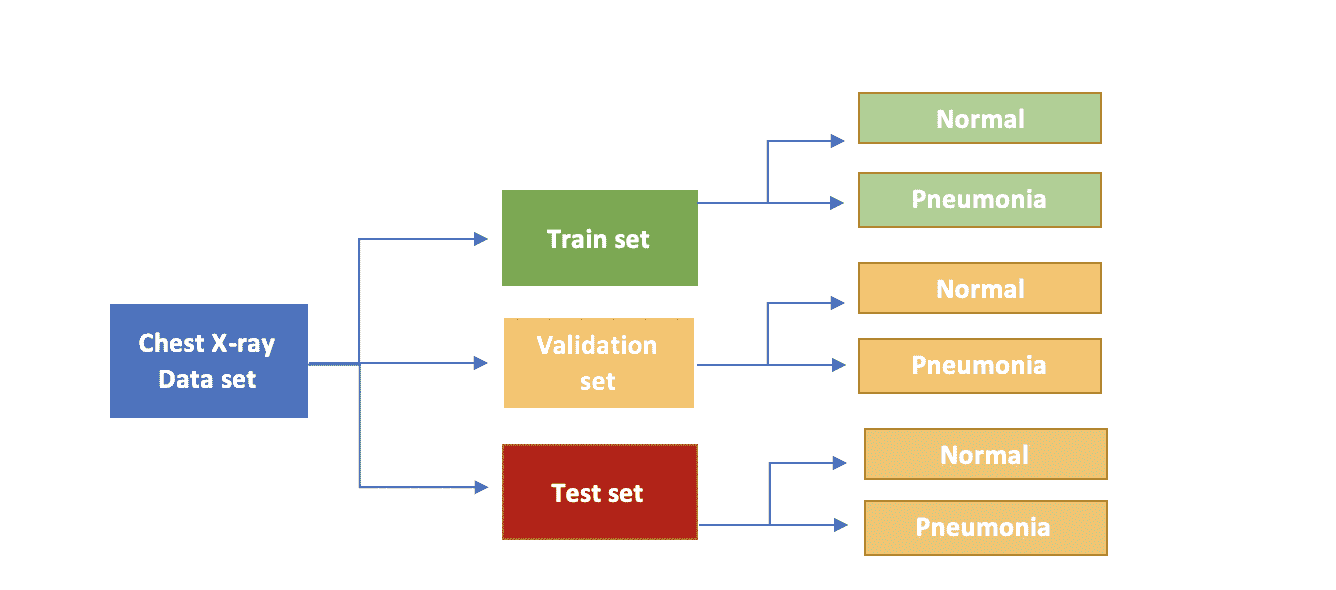 Chest X-ray
Data set
Train set
Validation
set
Test set
Normal
Pneumonia
Normal
Pneumonia
Normal
Pneumonia